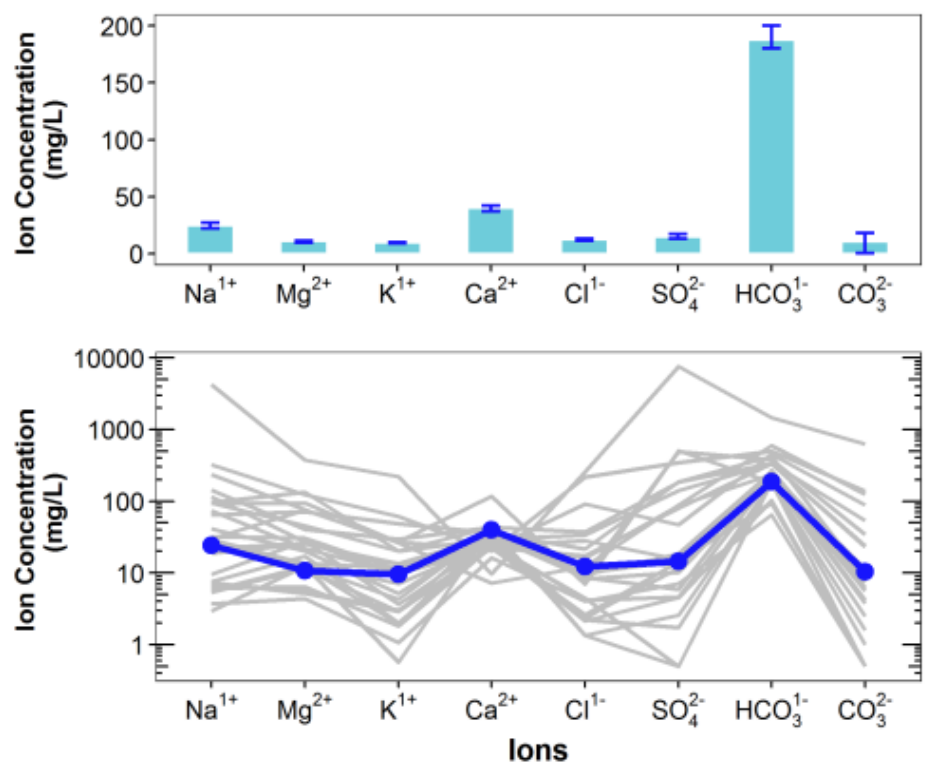 Ion Concentration
(mg/L)
200
150
100
50
0
Na¹⁺ Mg²⁺ K¹⁺ Ca²⁺ Cl¹⁻ SO₄²⁻ HCO₃¹⁻ CO₃²⁻
Ion Concentration
(mg/L)
10000
1000
100
10
1
Na¹⁺ Mg²⁺ K¹⁺ Ca²⁺ Cl¹⁻ SO₄²⁻ HCO₃¹⁻ CO₃²⁻
Ions